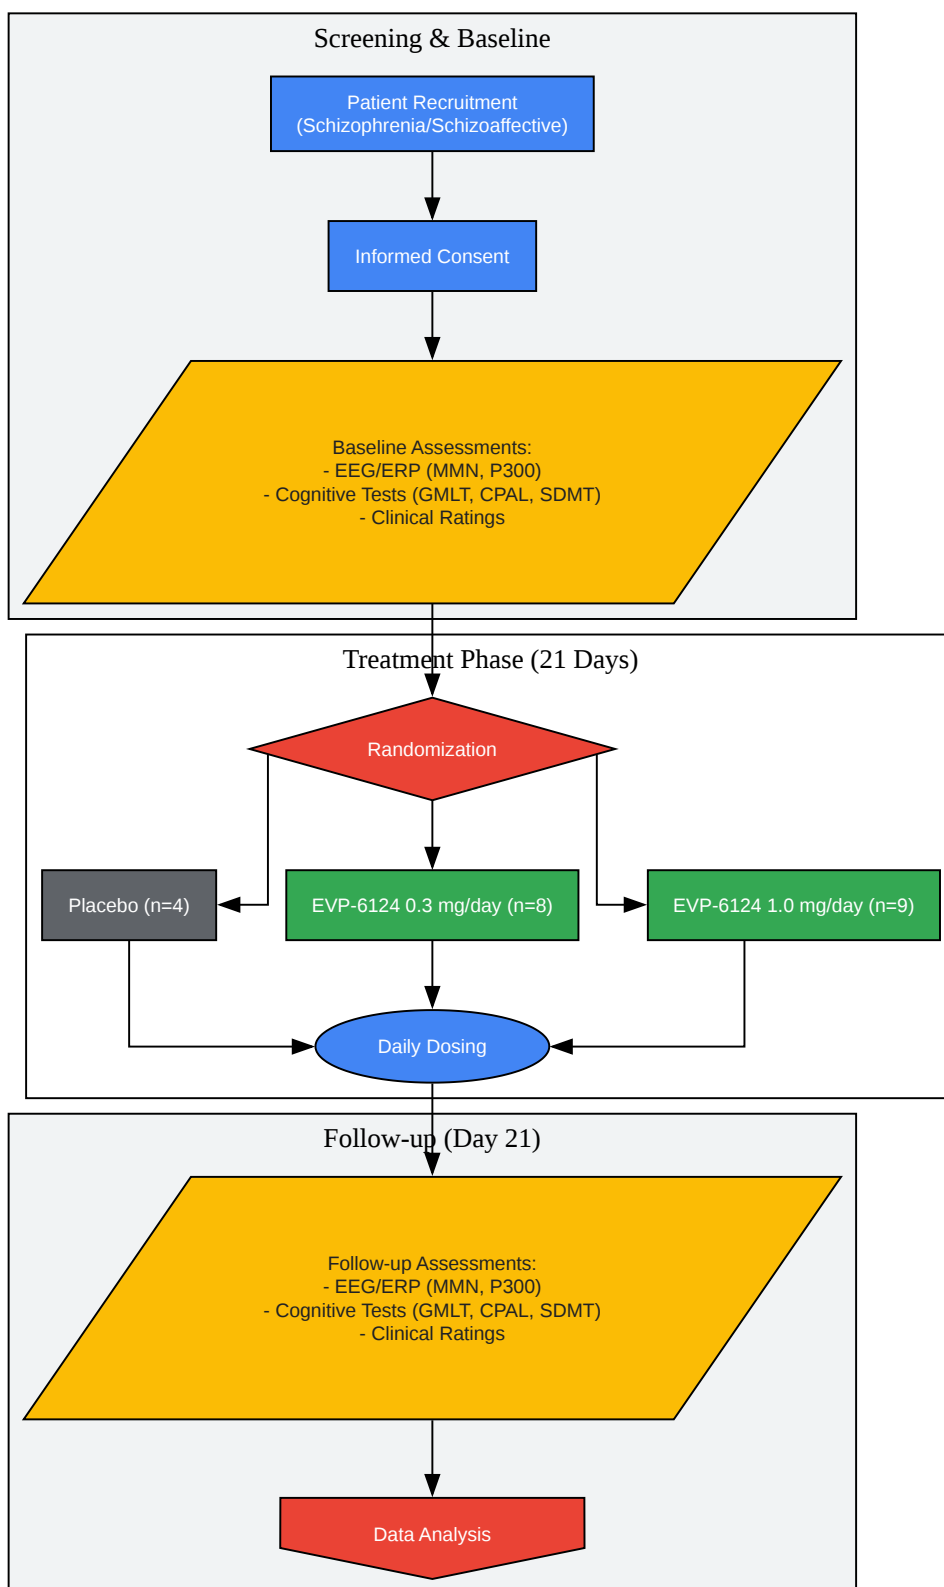 Screening & Baseline
Patient Recruitment
(Schizophrenia/Schizoaffective)
Informed Consent
Baseline Assessments:
- EEG/ERP (MMN, P300)
- Cognitive Tests (GMLT, CPAL, SDMT)
- Clinical Ratings
Treatment Phase (21 Days)
Randomization
Placebo (n=4)
EVP-6124 0.3 mg/day (n=8)
EVP-6124 1.0 mg/day (n=9)
Daily Dosing
Follow-up (Day 21)
Follow-up Assessments:
- EEG/ERP (MMN, P300)
- Cognitive Tests (GMLT, CPAL, SDMT)
- Clinical Ratings
Data Analysis